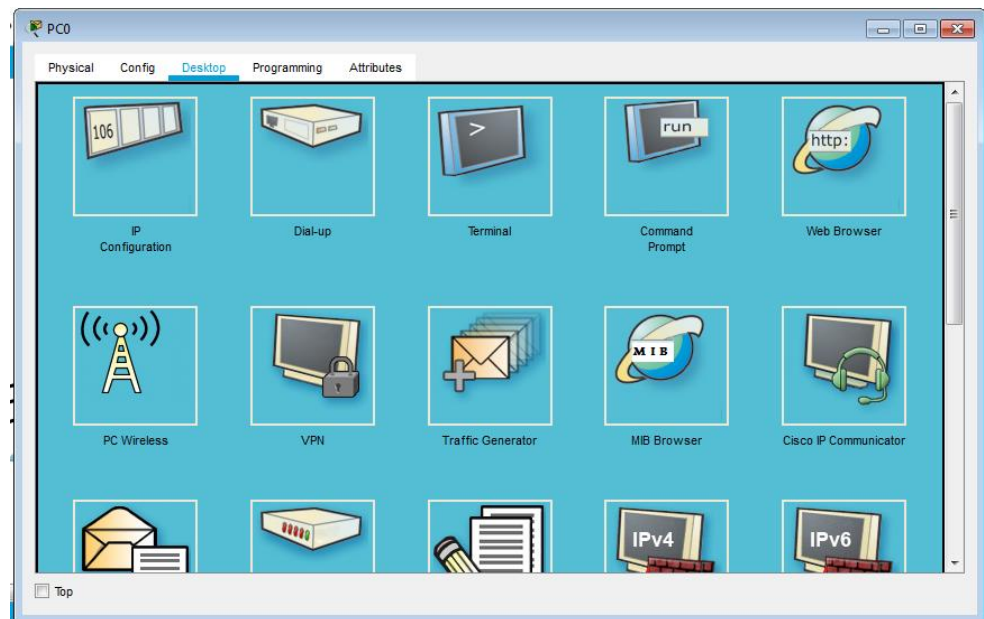 PC0
Physical Config Desktop Programming Attributes
106
>
run
http:
IP
Configuration
Dial-up
Terminal
Command
Prompt
Web Browser
MIB
PC Wireless
VPN
Traffic Generator
MIB Browser
Cisco IP Communicator
IPv4
IPv6
Top